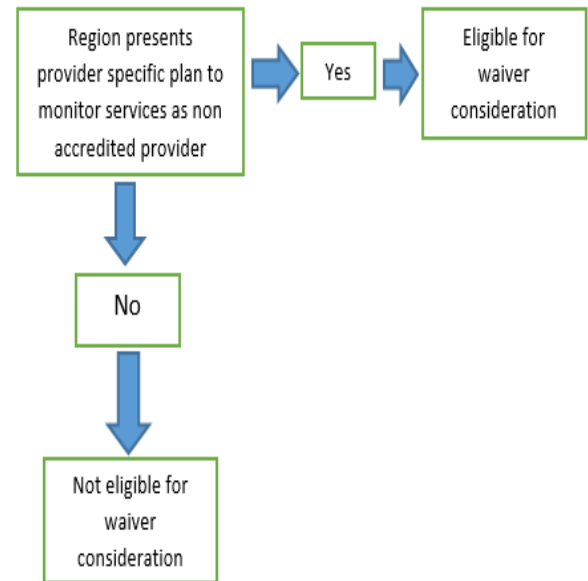 Region presents
provider specific plan to
monitor services as non
accredited provider
Yes
Eligible for
waiver
consideration
No
Not eligible for
waiver
consideration